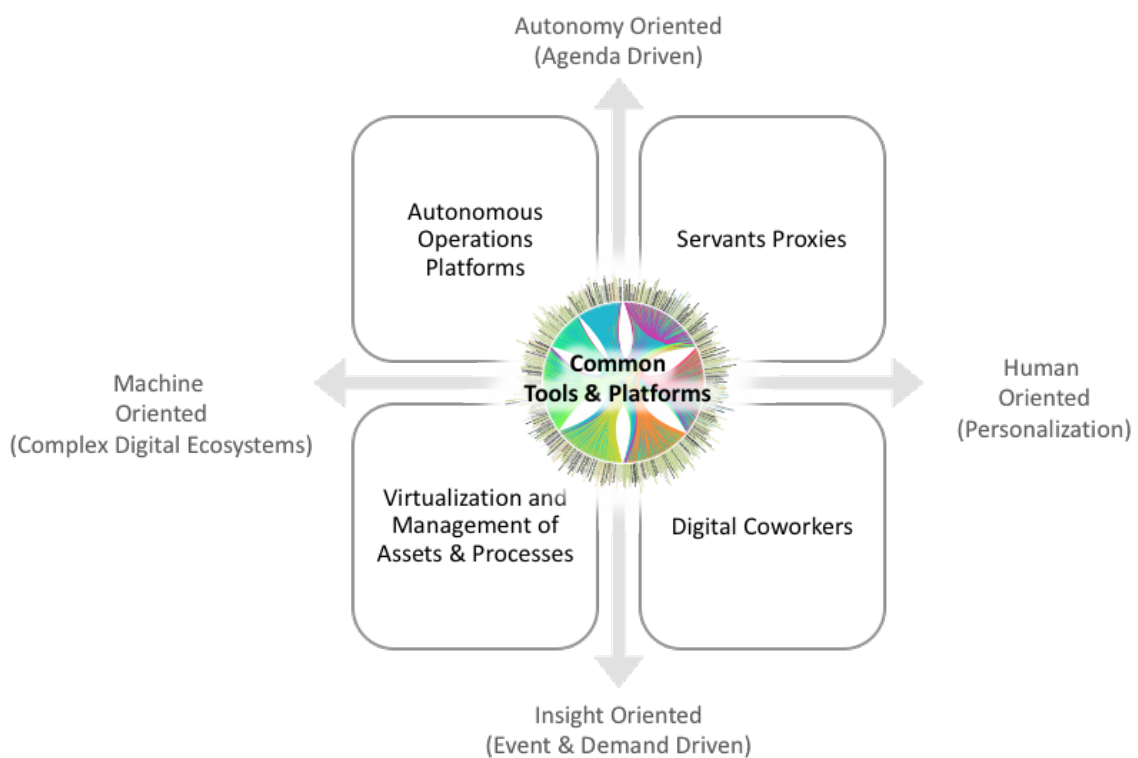 Autonomy Oriented
(Agenda Driven)
Autonomous
Operations
Platforms
Servants Proxies
Common
Tools & Platforms
Machine
Oriented
(Complex Digital Ecosystems)
Human
Oriented
(Personalization)
Virtualization and
Management of
Assets & Processes
Digital Coworkers
Insight Oriented
(Event & Demand Driven)